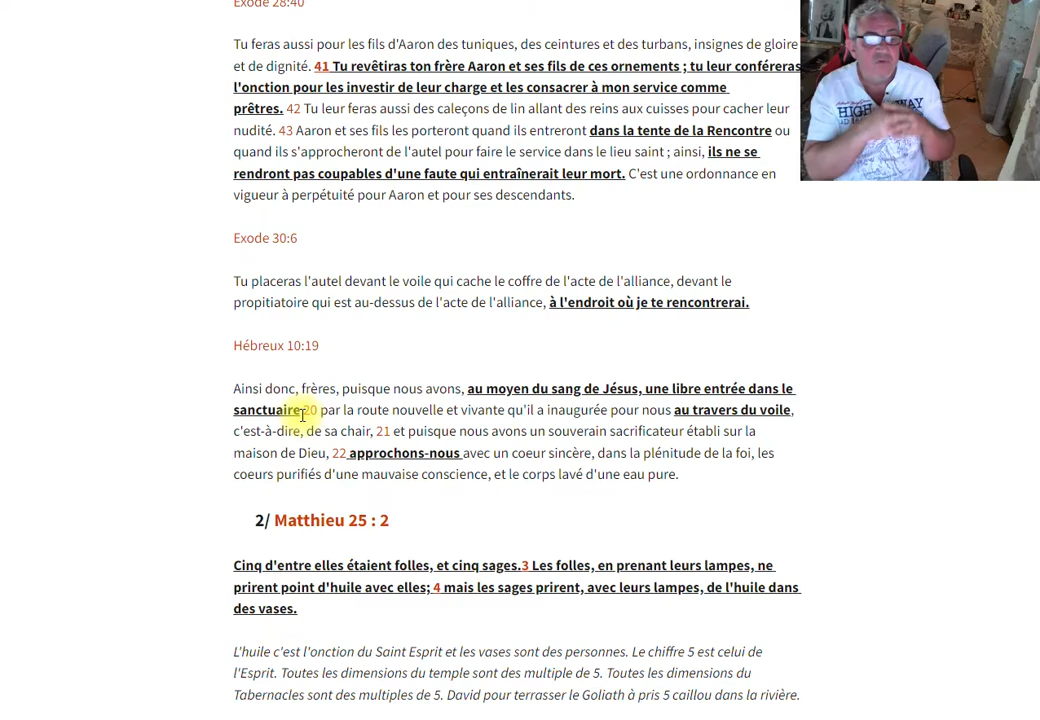 Exode 28:40
Tu feras aussi pour les fils d'Aaron des tuniques, des ceintures et des turbans, insignes de gloire
et de dignité. 41 Tu revêtiras ton frère Aaron et ses fils de ces ornements ; tu leur conféreras
l'onction pour les investir de leur charge et les consacrer à mon service comme
prêtres. 42 Tu leur feras aussi des caleçons de lin allant des reins aux cuisses pour cacher leur
nudité. 43 Aaron et ses fils les porteront quand ils entreront dans la tente de la Rencontre ou
quand ils s'approcheront de l'autel pour faire le service dans le lieu saint ; ainsi, ils ne se
rendront pas coupables d'une faute qui entraînerait leur mort. C'est une ordonnance en
vigueur à perpétuité pour Aaron et pour ses descendants.
Exode 30:6
Tu placeras l'autel devant le voile qui cache le coffre de l'acte de l'alliance, devant le
propitiatoire qui est au-dessus de l'acte de l'alliance, à l'endroit où je te rencontrerai.
Hébreux 10:19
Ainsi donc, frères, puisque nous avons, au moyen du sang de Jésus, une libre entrée dans le
sanctuaire 20 par la route nouvelle et vivante qu'il a inaugurée pour nous au travers du voile,
c'est-à-dire, de sa chair, 21 et puisque nous avons un souverain sacrificateur établi sur la
maison de Dieu, 22 approchons-nous avec un coeur sincère, dans la plénitude de la foi, les
coeurs purifiés d'une mauvaise conscience, et le corps lavé d'une eau pure.
2/ Matthieu 25 : 2
Cinq d'entre elles étaient folles, et cinq sages.3 Les folles, en prenant leurs lampes, ne
prirent point d'huile avec elles; 4 mais les sages prirent, avec leurs lampes, de l'huile dans
des vases.
L'huile c'est l'onction du Saint Esprit et les vases sont des personnes. Le chiffre 5 est celui de
l'Esprit. Toutes les dimensions du temple sont des multiple de 5. Toutes les dimensions du
Tabernacles sont des multiples de 5. David pour terrasser le Goliath à pris 5 caillou dans la rivière.
HIGH WAY